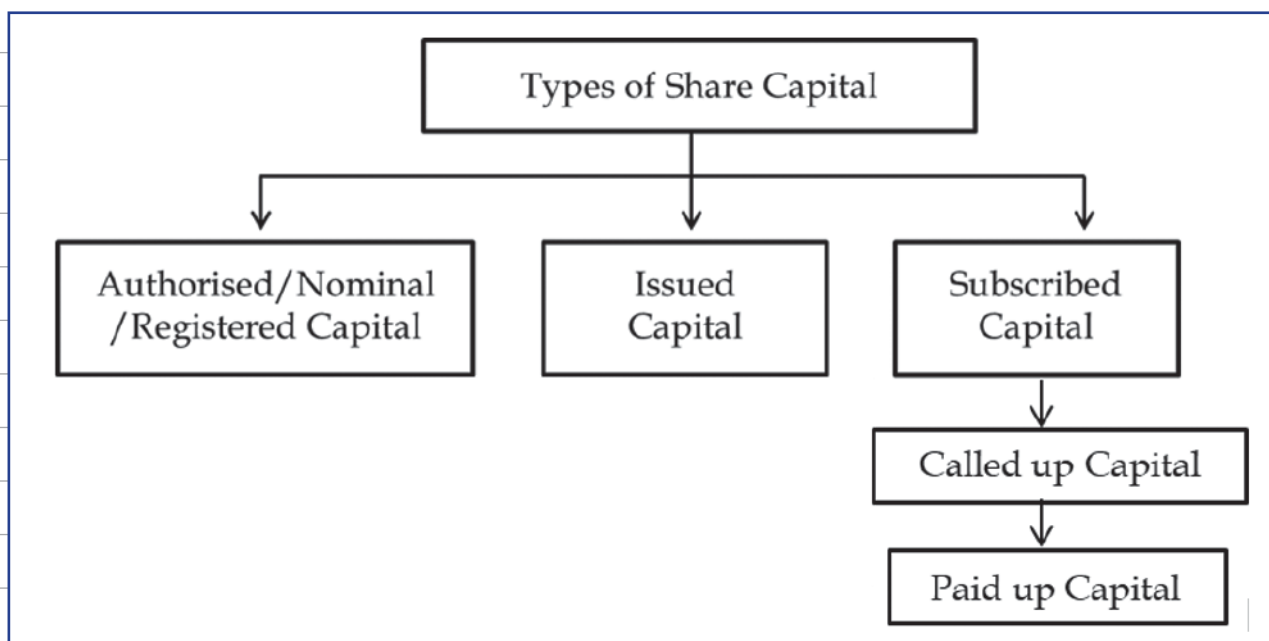 Types of Share Capital
Authorised/Nominal
/Registered Capital
Issued
Capital
Subscribed
Capital
Called up Capital
Paid up Capital